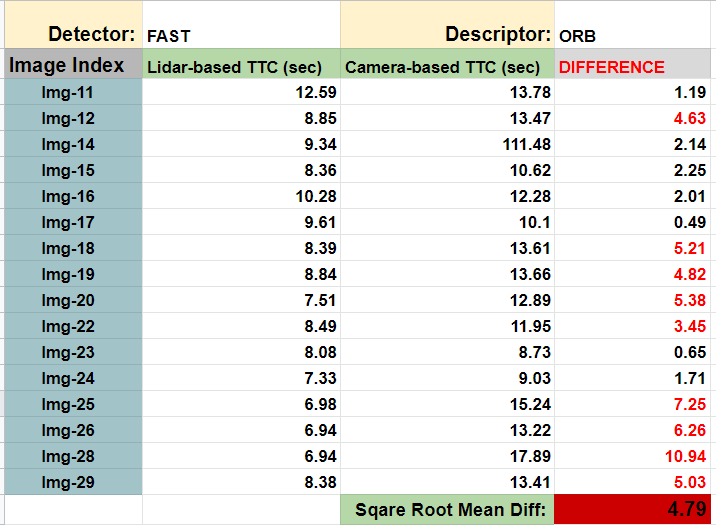 Detector: FAST Descriptor: ORB
Image Index Lidar-based TTC (sec) Camera-based TTC (sec) DIFFERENCE
Img-11 12.59 13.78 1.19
Img-12 8.85 13.47 4.63
Img-14 9.34 111.48 2.14
Img-15 8.36 10.62 2.25
Img-16 10.28 12.28 2.01
Img-17 9.61 10.1 0.49
Img-18 8.39 13.61 5.21
Img-19 8.84 13.66 4.82
Img-20 7.51 12.89 5.38
Img-22 8.49 11.95 3.45
Img-23 8.08 8.73 0.65
Img-24 7.33 9.03 1.71
Img-25 6.98 15.24 7.25
Img-26 6.94 13.22 6.26
Img-28 6.94 17.89 10.94
Img-29 8.38 13.41 5.03
Sqare Root Mean Diff: 4.79